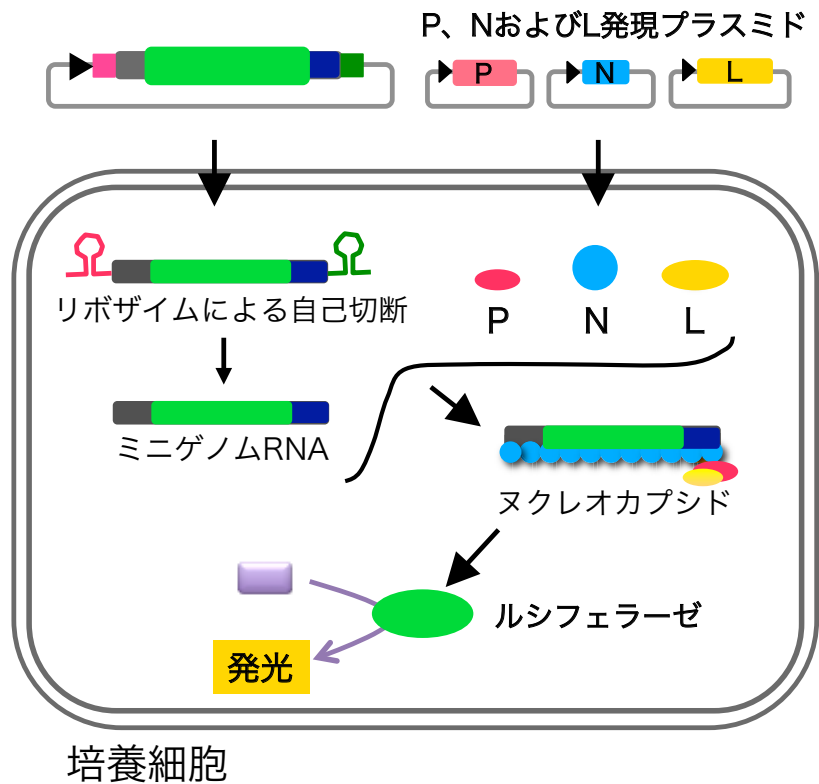 P、NおよびL発現プラスミド
P
N
L
リボザイムによる自己切断
P
N
L
ミニゲノムRNA
ヌクレオカプシド
ルシフェラーゼ
発光
培養細胞